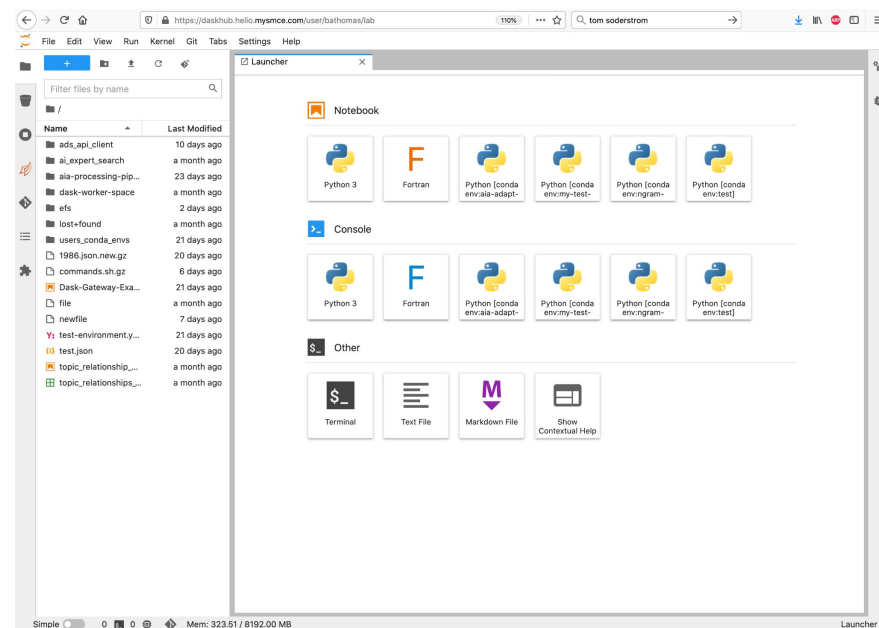 https://daskhub.helio.mysmce.com/user/bathomas/lab 110% tom soderstrom
File Edit View Run Kernel Git Tabs Settings Help
Launcher
Filter files by name
/
Name Last Modified
ads_api_client 10 days ago
ai_expert_search a month ago
aia-processing-pip... 23 days ago
dask-worker-space a month ago
efs 2 days ago
lost+found a month ago
users_conda_envs 21 days ago
1986.json.new.gz 20 days ago
commands.sh.gz 6 days ago
Dask-Gateway-Exa... 21 days ago
file a month ago
newfile 7 days ago
test-environment.y... 21 days ago
test.json 20 days ago
topic_relationship_... a month ago
topic_relationships_... a month ago
Notebook
Python 3
Fortran
Python [conda
env:aia-adapt-
Python [conda
env:my-test-
Python [conda
env:ngram-
Python [conda
env:test]
Console
Python 3
Fortran
Python [conda
env:aia-adapt-
Python [conda
env:my-test-
Python [conda
env:ngram-
Python [conda
env:test]
$_ Other
$_
Terminal
Text File
M
Markdown File
Show
Contextual Help
Simple 0 $_ 0 Mem: 323.51 / 8192.00 MB Launcher